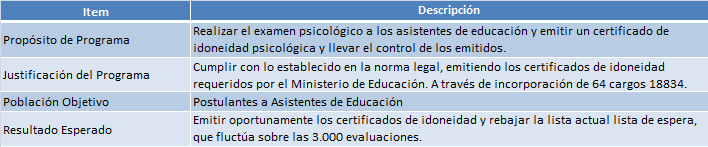 Item Descripción
Propósito de Programa Realizar el examen psicológico a los asistentes de educación y emitir un certificado de
idoneidad psicológica y llevar el control de los emitidos.
Justificación del Programa Cumplir con lo establecido en la norma legal, emitiendo los certificados de idoneidad
requeridos por el Ministerio de Educación. A través de incorporación de 64 cargos 18834.
Población Objetivo Postulantes a Asistentes de Educación
Resultado Esperado Emitir oportunamente los certificados de idoneidad y rebajar la lista actual lista de espera,
que fluctúa sobre las 3.000 evaluaciones.